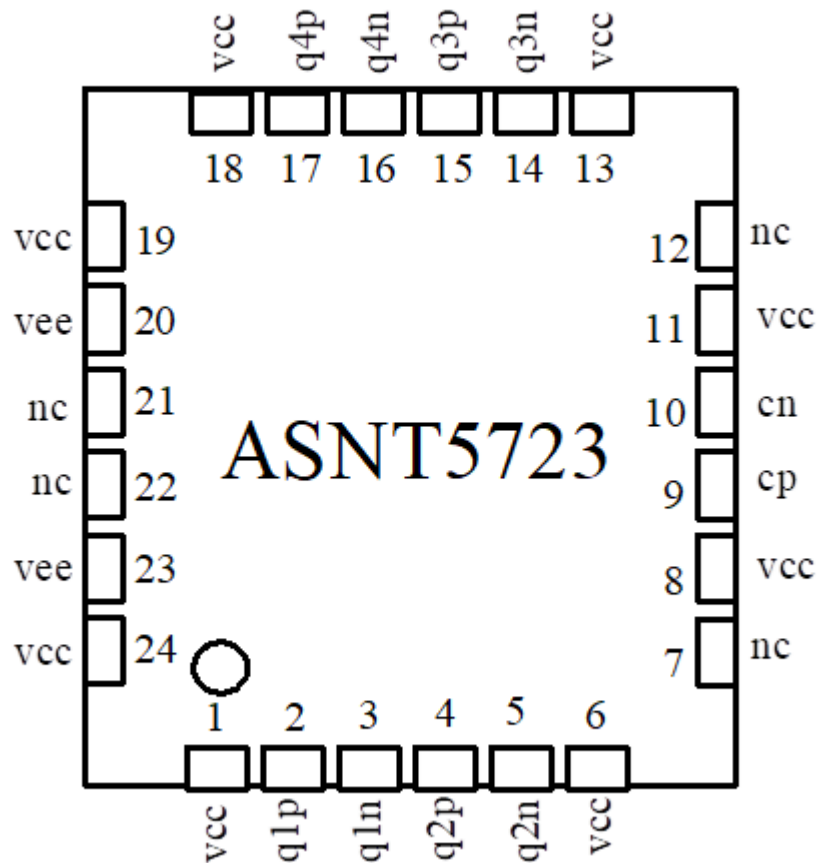 vcc q4p q4n q3p q3n vcc
18 17 16 15 14 13
vcc 19
12 nc
vee 20
11 vcc
nc 21
10 cn
ASNT5723
nc 22
9 cp
vee 23
8 vcc
vcc 24
7 nc
1 2 3 4 5 6
vcc q1p q1n q2p q2n vcc